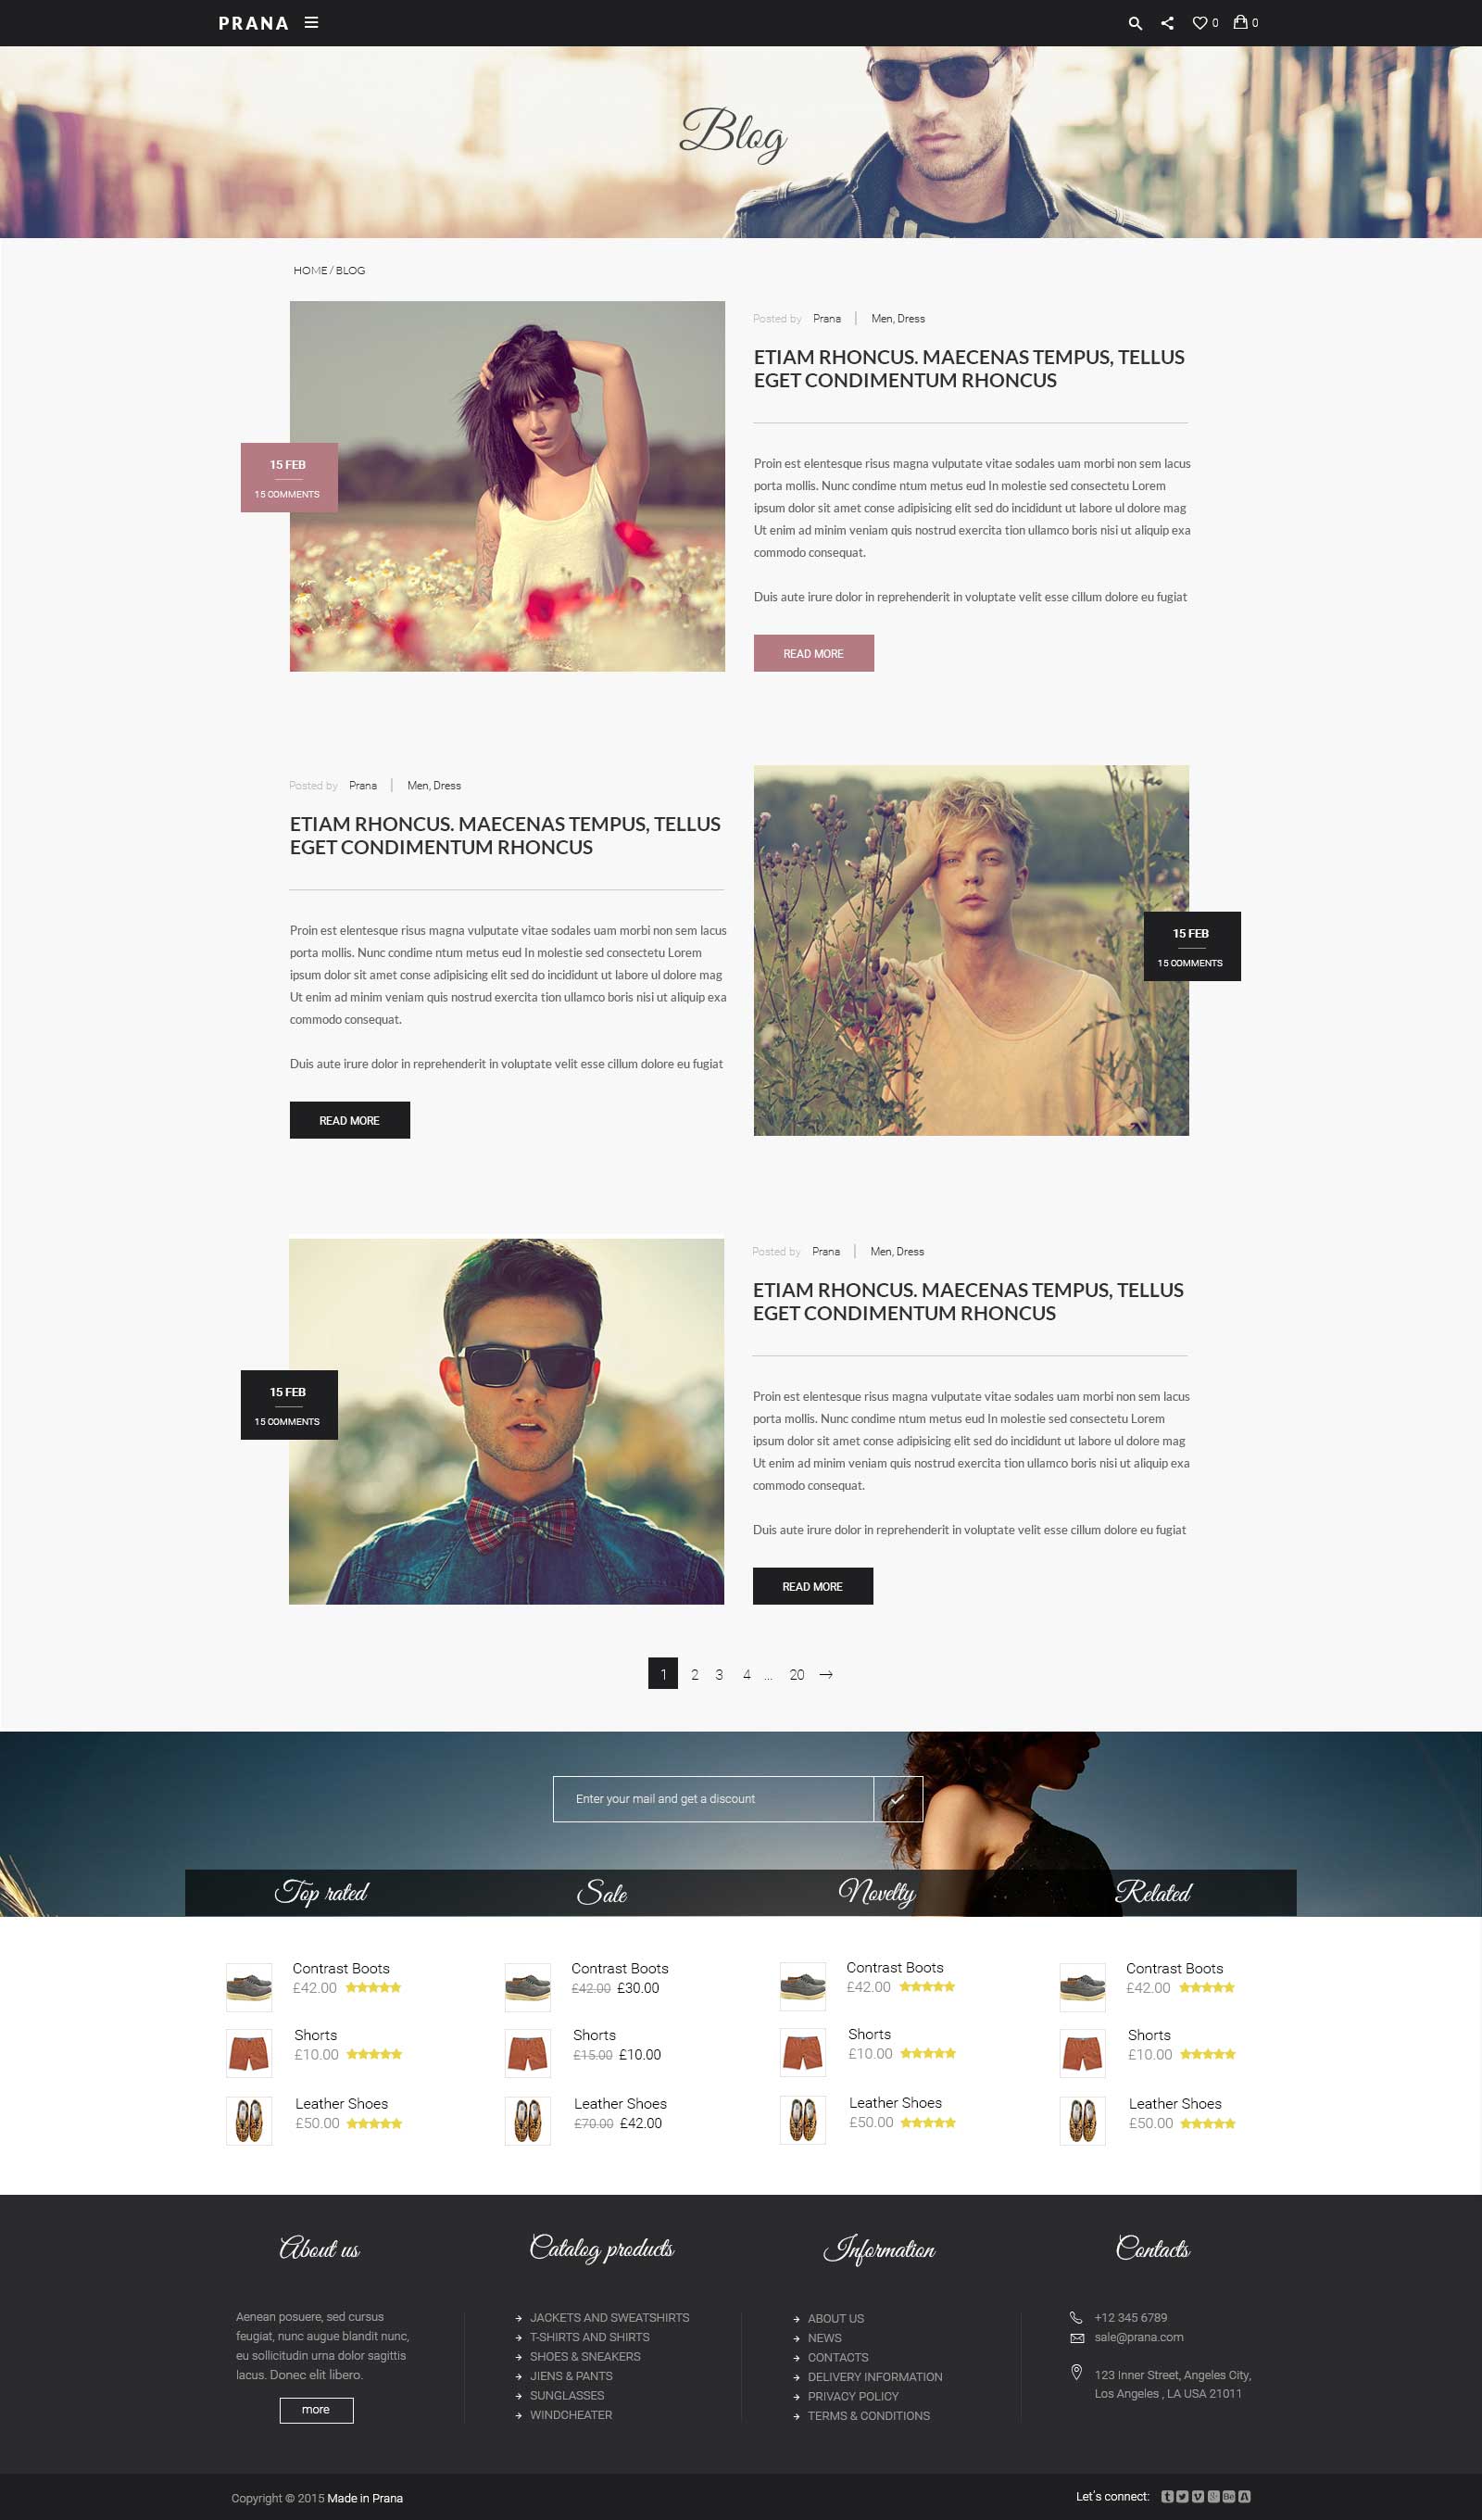 PRANA
0 0
Blog
HOME / BLOG
Posted by Prana | Men, Dress
ETIAM RHONCUS. MAECENAS TEMPUS, TELLUS
EGET CONDIMENTUM RHONCUS
15 FEB
15 COMMENTS
Proin est elentesque risus magna vulputate vitae sodales uam morbi non sem lacus
porta mollis. Nunc condime ntum metus eud In molestie sed consectetu Lorem
ipsum dolor sit amet conse adipisicing elit sed do incididunt ut labore ul dolore mag
Ut enim ad minim veniam quis nostrud exercita tion ullamco boris nisi ut aliquip exa
commodo consequat.
Duis aute irure dolor in reprehenderit in voluptate velit esse cillum dolore eu fugiat
READ MORE
Posted by Prana | Men, Dress
ETIAM RHONCUS. MAECENAS TEMPUS, TELLUS
EGET CONDIMENTUM RHONCUS
Proin est elentesque risus magna vulputate vitae sodales uam morbi non sem lacus
porta mollis. Nunc condime ntum metus eud In molestie sed consectetu Lorem
ipsum dolor sit amet conse adipisicing elit sed do incididunt ut labore ul dolore mag
Ut enim ad minim veniam quis nostrud exercita tion ullamco boris nisi ut aliquip exa
commodo consequat.
Duis aute irure dolor in reprehenderit in voluptate velit esse cillum dolore eu fugiat
READ MORE
15 FEB
15 COMMENTS
Posted by Prana | Men, Dress
ETIAM RHONCUS. MAECENAS TEMPUS, TELLUS
EGET CONDIMENTUM RHONCUS
15 FEB
15 COMMENTS
Proin est elentesque risus magna vulputate vitae sodales uam morbi non sem lacus
porta mollis. Nunc condime ntum metus eud In molestie sed consectetu Lorem
ipsum dolor sit amet conse adipisicing elit sed do incididunt ut labore ul dolore mag
Ut enim ad minim veniam quis nostrud exercita tion ullamco boris nisi ut aliquip exa
commodo consequat.
Duis aute irure dolor in reprehenderit in voluptate velit esse cillum dolore eu fugiat
READ MORE
1 2 3 4 ... 20 →
Enter your mail and get a discount
Top rated
Contrast Boots
£42.00
Shorts
£10.00
Leather Shoes
£50.00
Sale
Contrast Boots
£42.00 £30.00
Shorts
£15.00 £10.00
Leather Shoes
£70.00 £42.00
Novelty
Contrast Boots
£42.00
Shorts
£10.00
Leather Shoes
£50.00
Related
Contrast Boots
£42.00
Shorts
£10.00
Leather Shoes
£50.00
About us
Aenean posuere, sed cursus
feugiat, nunc augue blandit nunc,
eu sollicitudin urna dolor sagittis
lacus. Donec elit libero.
more
Catalog products
JACKETS AND SWEATSHIRTS
T-SHIRTS AND SHIRTS
SHOES & SNEAKERS
JIENS & PANTS
SUNGLASSES
WINDCHEATER
Information
ABOUT US
NEWS
CONTACTS
DELIVERY INFORMATION
PRIVACY POLICY
TERMS & CONDITIONS
Contacts
+12 345 6789
sale@prana.com
123 Inner Street, Angeles City,
Los Angeles , LA USA 21011
Copyright © 2015 Made in Prana
Let's connect: